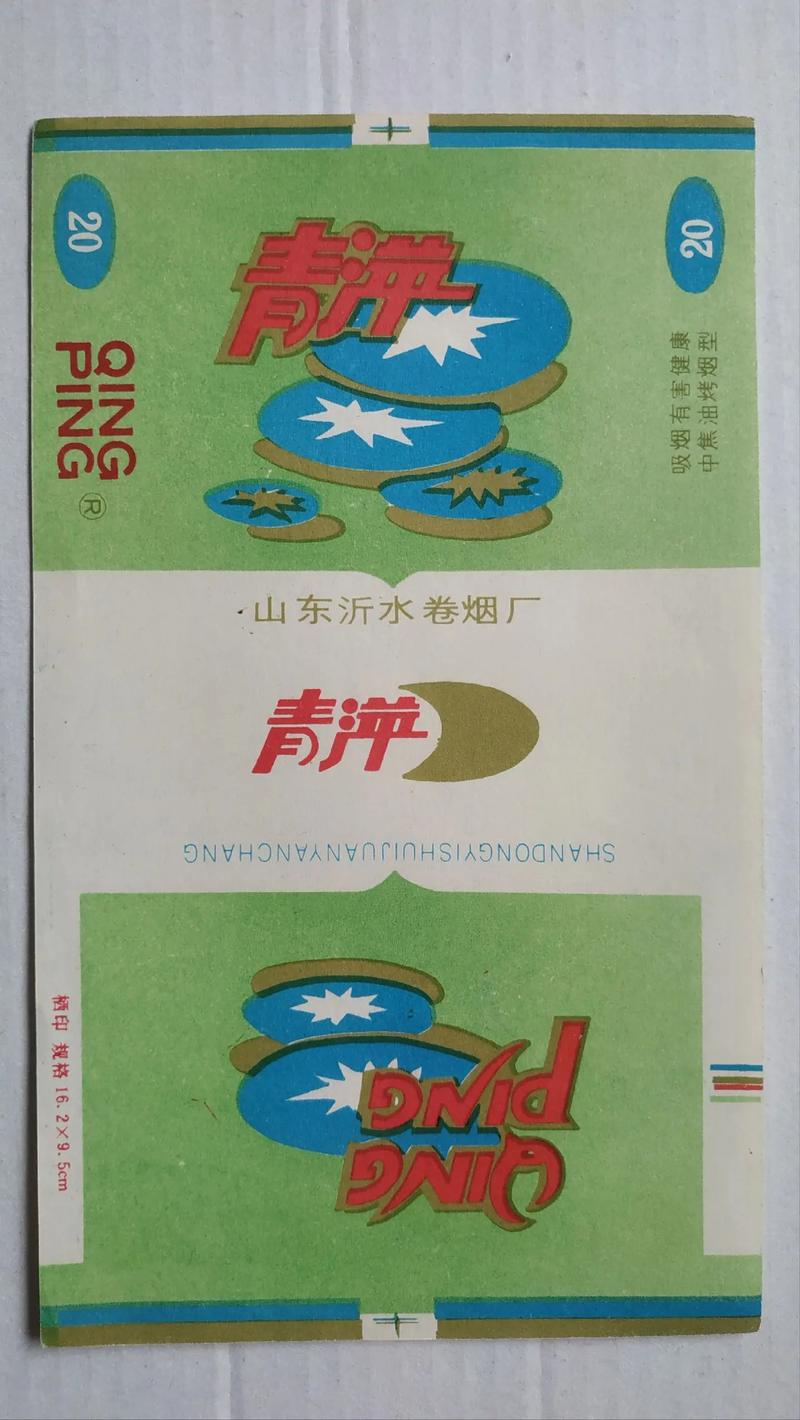 20
20
青萍
QING
PING
®
吸烟有害健康
中焦油烤烟型
山东沂水卷烟厂
青萍
SHANDONGYISHUIJUANYANCHANG
QING
PING
栖印 规格 16.2×9.5cm